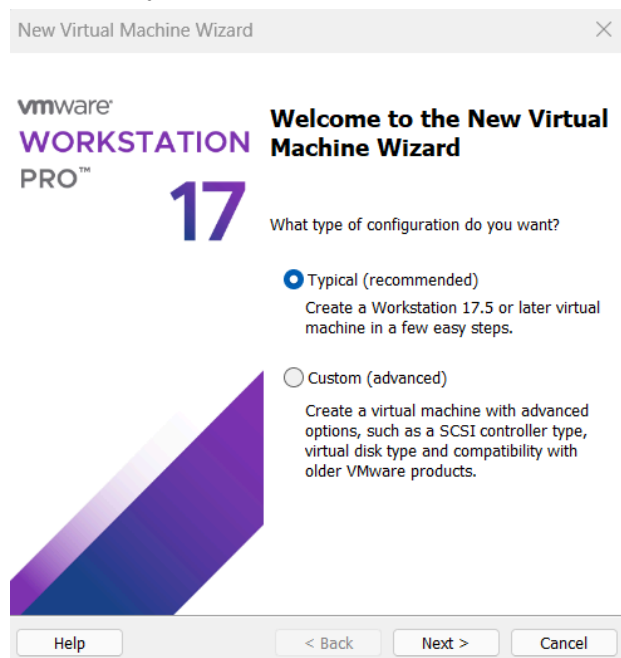 New Virtual Machine Wizard
vmware®
WORKSTATION
PRO™
17
Welcome to the New Virtual
Machine Wizard
What type of configuration do you want?
Typical (recommended)
Create a Workstation 17.5 or later virtual
machine in a few easy steps.
Custom (advanced)
Create a virtual machine with advanced
options, such as a SCSI controller type,
virtual disk type and compatibility with
older VMware products.
Help
< Back
Next >
Cancel